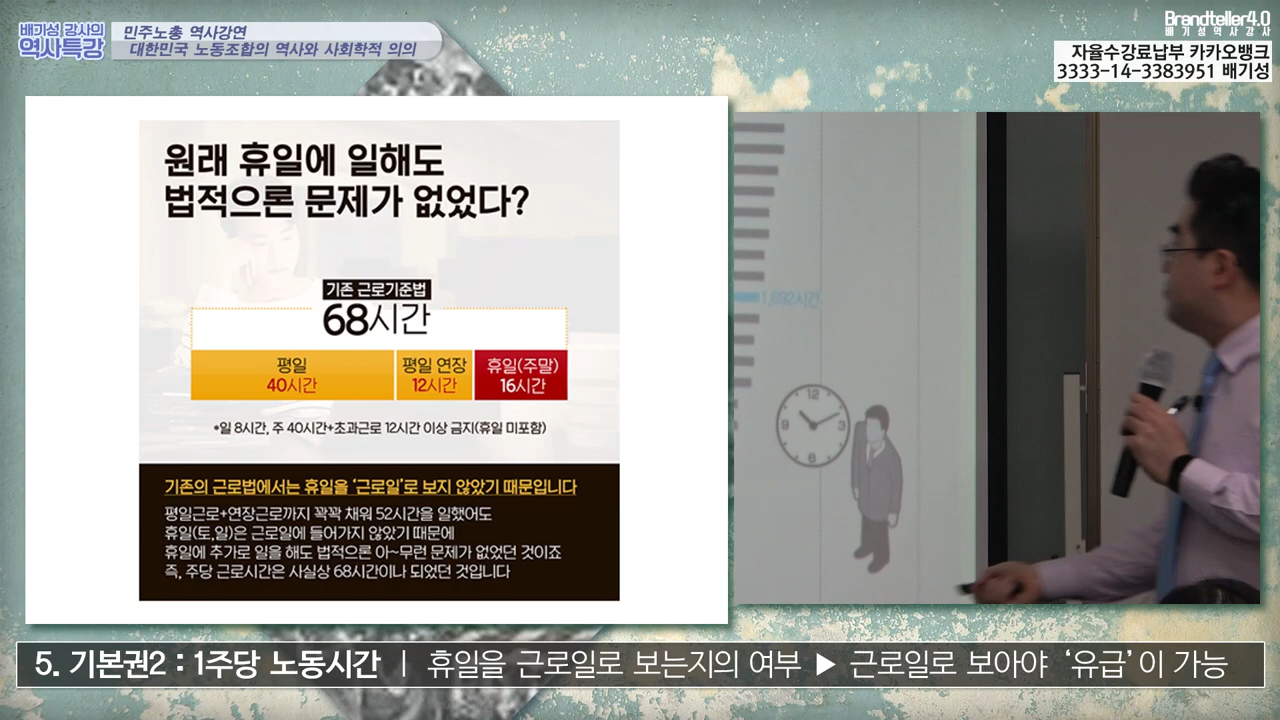 배기성 강사의
역사특강
민주노총 역사강연
대한민국 노동조합의 역사와 사회학적 의의
Brandteller4.0
배기성역사강사
자율수강료납부 카카오뱅크
3333-14-3383951 배기성
원래 휴일에 일해도
법적으론 문제가 없었다?
기존 근로기준법
68시간
평일
40시간
평일 연장
12시간
휴일(주말)
16시간
*일 8시간, 주 40시간+초과근로 12시간 이상 금지(휴일 미포함)
기존의 근로법에서는 휴일을 ‘근로일’로 보지 않았기 때문입니다
평일근로+연장근로까지 꽉꽉 채워 52시간을 일했어도
휴일(토,일)은 근로일에 들어가지 않았기 때문에
휴일에 추가로 일을 해도 법적으론 아~무런 문제가 없었던 것이죠
즉, 주당 근로시간은 사실상 68시간이나 되었던 것입니다
1,692시간
12
9
3
6
5. 기본권2 : 1주당 노동시간 | 휴일을 근로일로 보는지의 여부 ▶ 근로일로 보아야 ‘유급’이 가능